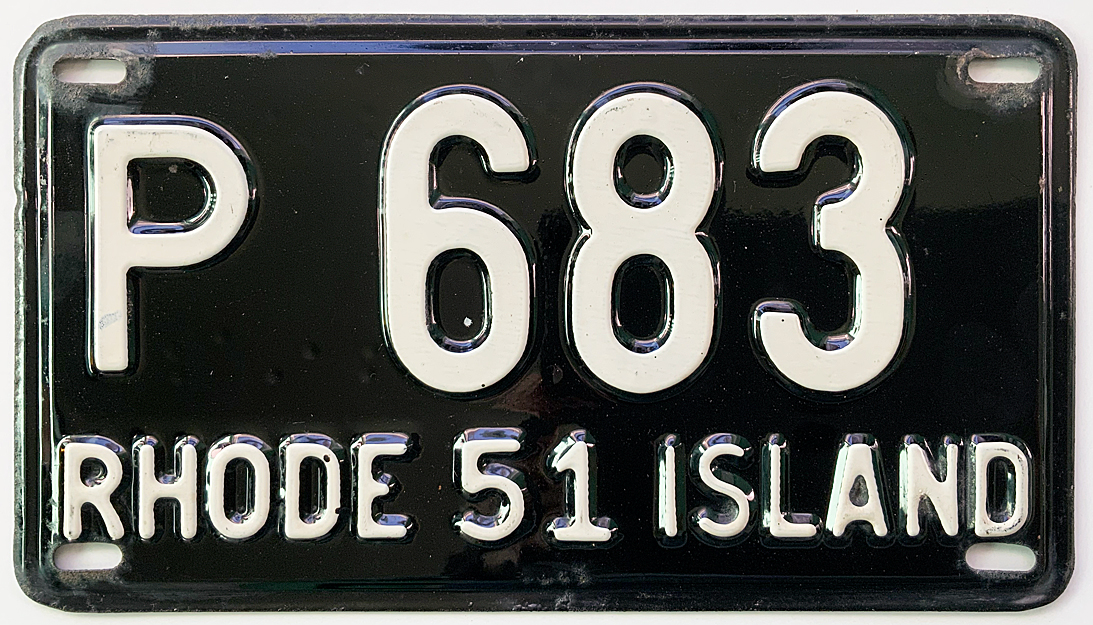 P 683
RHODE 51 ISLAND